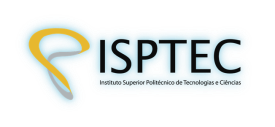 ISPTEC
Instituto Superior Politécnico de Tecnologias e Ciências